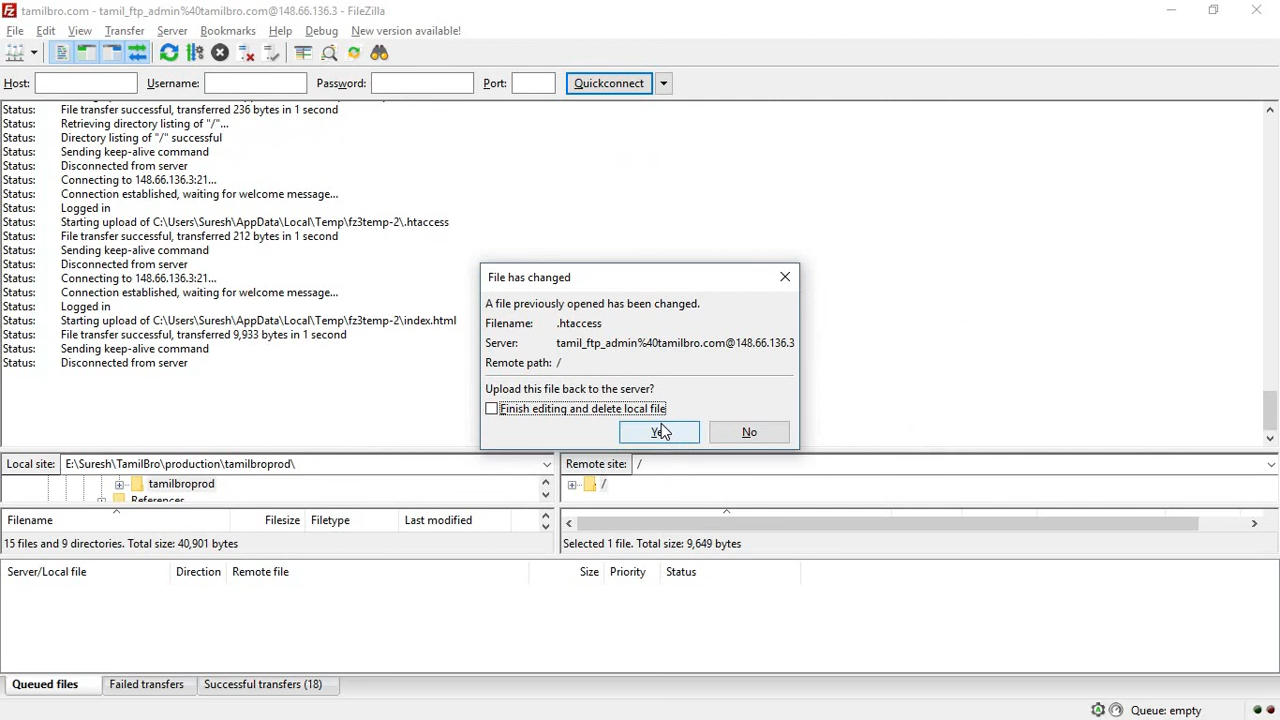 tamilbro.com - tamil_ftp_admin%40tamilbro.com@148.66.136.3 - FileZilla
File Edit View Transfer Server Bookmarks Help Debug New version available!
Host: Username: Password: Port: Quickconnect
Status: File transfer successful, transferred 236 bytes in 1 second
Status: Retrieving directory listing of "/"...
Status: Directory listing of "/" successful
Status: Sending keep-alive command
Status: Disconnected from server
Status: Connecting to 148.66.136.3:21...
Status: Connection established, waiting for welcome message...
Status: Logged in
Status: Starting upload of C:\Users\Suresh\AppData\Local\Temp\fz3temp-2\.htaccess
Status: File transfer successful, transferred 212 bytes in 1 second
Status: Sending keep-alive command
Status: Disconnected from server
Status: Connecting to 148.66.136.3:21...
Status: Connection established, waiting for welcome message...
Status: Logged in
Status: Starting upload of C:\Users\Suresh\AppData\Local\Temp\fz3temp-2\index.html
Status: File transfer successful, transferred 9,933 bytes in 1 second
Status: Sending keep-alive command
Status: Disconnected from server
File has changed
A file previously opened has been changed.
Filename: .htaccess
Server: tamil_ftp_admin%40tamilbro.com@148.66.136.3
Remote path: /
Upload this file back to the server?
Finish editing and delete local file
No
Local site: E:\Suresh\TamilBro\production\tamilbroprod\
Remote site: /
tamilbroprod
References
/
Filename Filesize Filetype Last modified
15 files and 9 directories. Total size: 40,901 bytes
Selected 1 file. Total size: 9,649 bytes
Server/Local file Direction Remote file Size Priority Status
Queued files Failed transfers Successful transfers (18)
Queue: empty